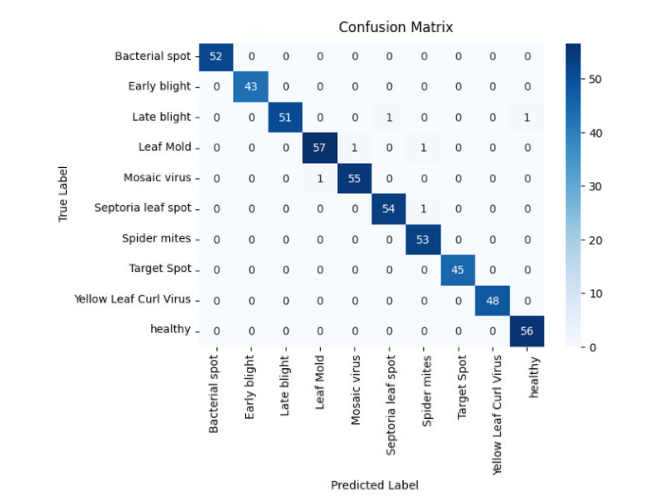 Confusion Matrix
Bacterial spot 52 0 0 0 0 0 0 0 0 0
Early blight 0 43 0 0 0 0 0 0 0 0
Late blight 0 0 51 0 0 1 0 0 0 1
Leaf Mold 0 0 0 57 1 0 1 0 0 0
Mosaic virus 0 0 0 1 55 0 0 0 0 0
Septoria leaf spot 0 0 0 0 0 54 1 0 0 0
Spider mites 0 0 0 0 0 0 53 0 0 0
Target Spot 0 0 0 0 0 0 0 45 0 0
Yellow Leaf Curl Virus 0 0 0 0 0 0 0 0 48 0
healthy 0 0 0 0 0 0 0 0 0 56
True Label
Bacterial spot
Early blight
Late blight
Leaf Mold
Mosaic virus
Septoria leaf spot
Spider mites
Target Spot
Yellow Leaf Curl Virus
healthy
Predicted Label
50
40
30
20
10
0